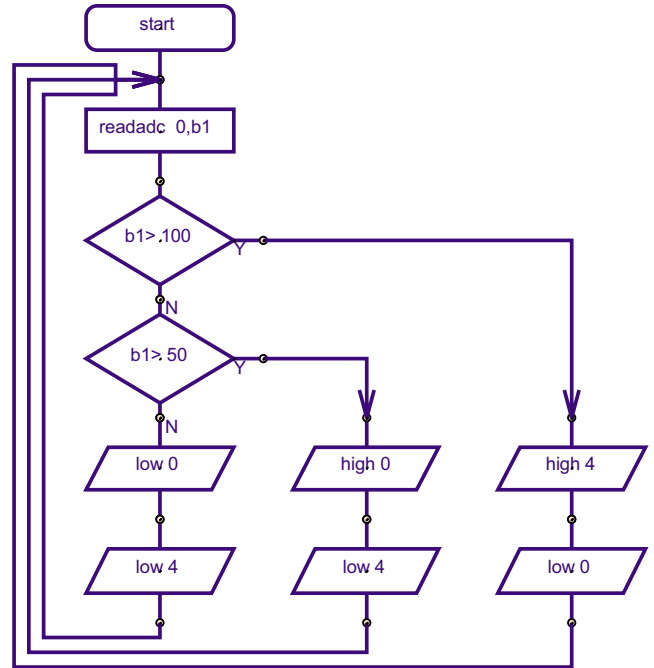 start
readadc 0,b1
b1> 100
Y
N
b1> 50
Y
N
low 0
high 0
high 4
low 4
low 4
low 0